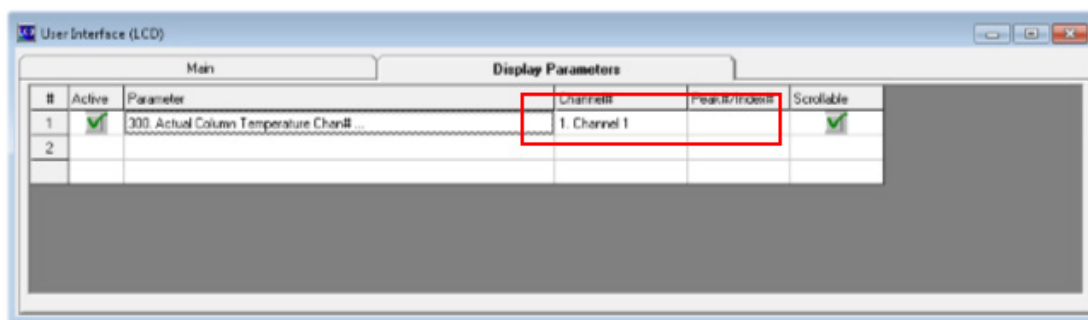 LCD User Interface (LCD)
Main Display Parameters
# Active Parameter Channel# Peak#/Index# Scrollable
1 300. Actual Column Temperature Chan# ... 1. Channel 1
2